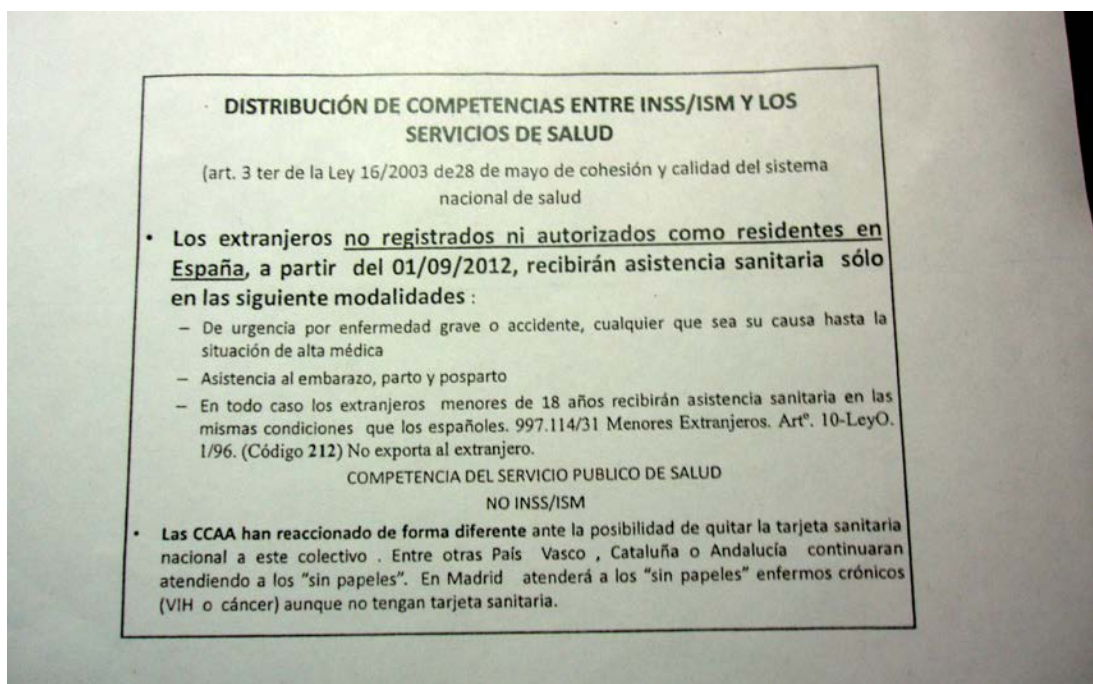 DISTRIBUCIÓN DE COMPETENCIAS ENTRE INSS/ISM Y LOS
SERVICIOS DE SALUD
(art. 3 ter de la Ley 16/2003 de28 de mayo de cohesión y calidad del sistema
nacional de salud
• Los extranjeros no registrados ni autorizados como residentes en
España, a partir del 01/09/2012, recibirán asistencia sanitaria sólo
en las siguiente modalidades :
– De urgencia por enfermedad grave o accidente, cualquier que sea su causa hasta la
situación de alta médica
– Asistencia al embarazo, parto y posparto
– En todo caso los extranjeros menores de 18 años recibirán asistencia sanitaria en las
mismas condiciones que los españoles. 997.114/31 Menores Extranjeros. Artº. 10-LeyO.
1/96. (Código 212) No exporta al extranjero.
COMPETENCIA DEL SERVICIO PUBLICO DE SALUD
NO INSS/ISM
• Las CCAA han reaccionado de forma diferente ante la posibilidad de quitar la tarjeta sanitaria
nacional a este colectivo . Entre otras País Vasco , Cataluña o Andalucía continuaran
atendiendo a los "sin papeles". En Madrid atenderá a los "sin papeles" enfermos crónicos
(VIH o cáncer) aunque no tengan tarjeta sanitaria.